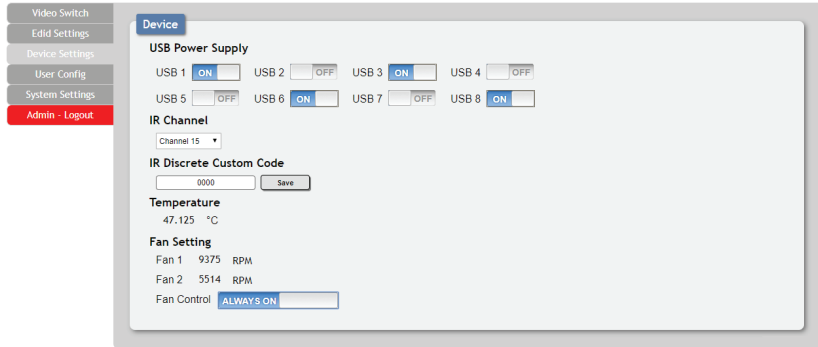 Video Switch
Edid Settings
Device Settings
User Config
System Settings
Admin - Logout
Device
USB Power Supply
USB 1 ON USB 2 OFF USB 3 ON USB 4 OFF
USB 5 OFF USB 6 ON USB 7 OFF USB 8 ON
IR Channel
Channel 15
IR Discrete Custom Code
0000 Save
Temperature
47.125 °C
Fan Setting
Fan 1 9375 RPM
Fan 2 5514 RPM
Fan Control ALWAYS ON